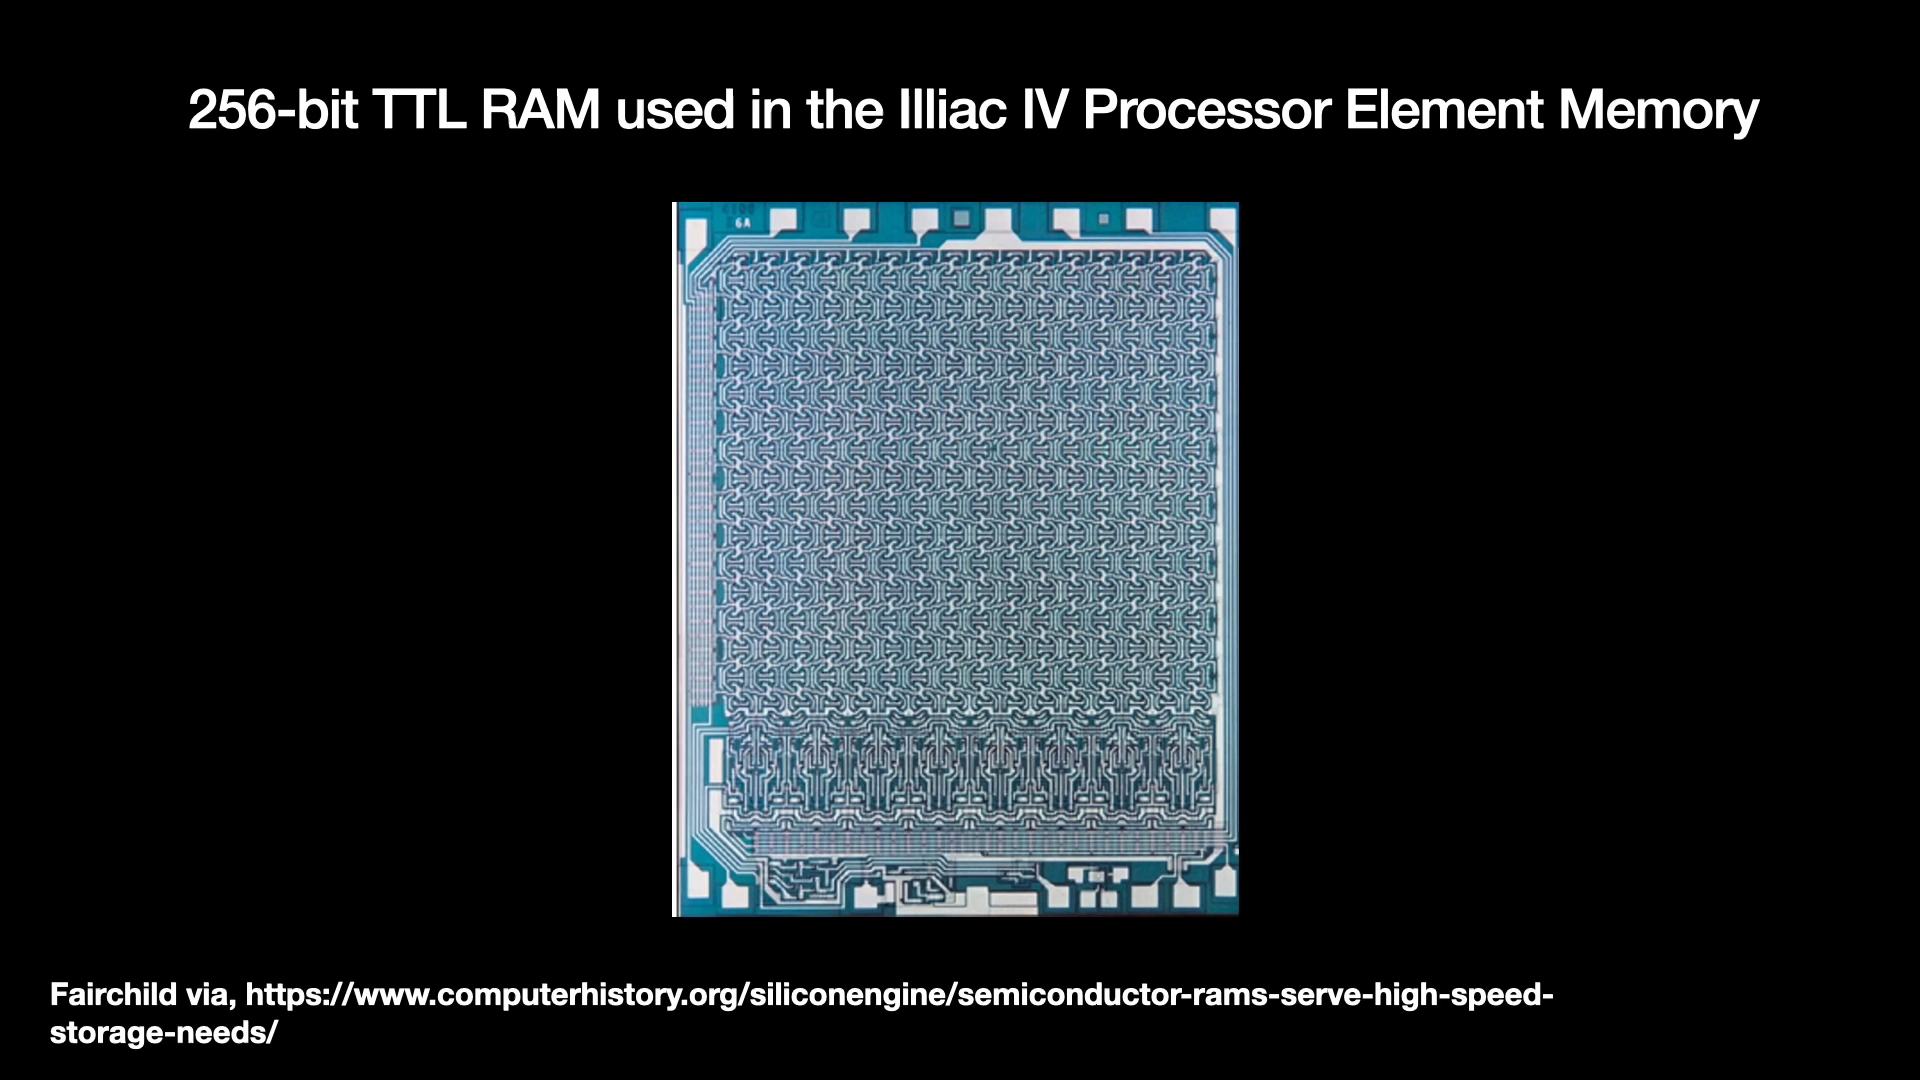 256-bit TTL RAM used in the Illiac IV Processor Element Memory
6A
Fairchild via, https://www.computerhistory.org/siliconengine/semiconductor-rams-serve-high-speed-
storage-needs/